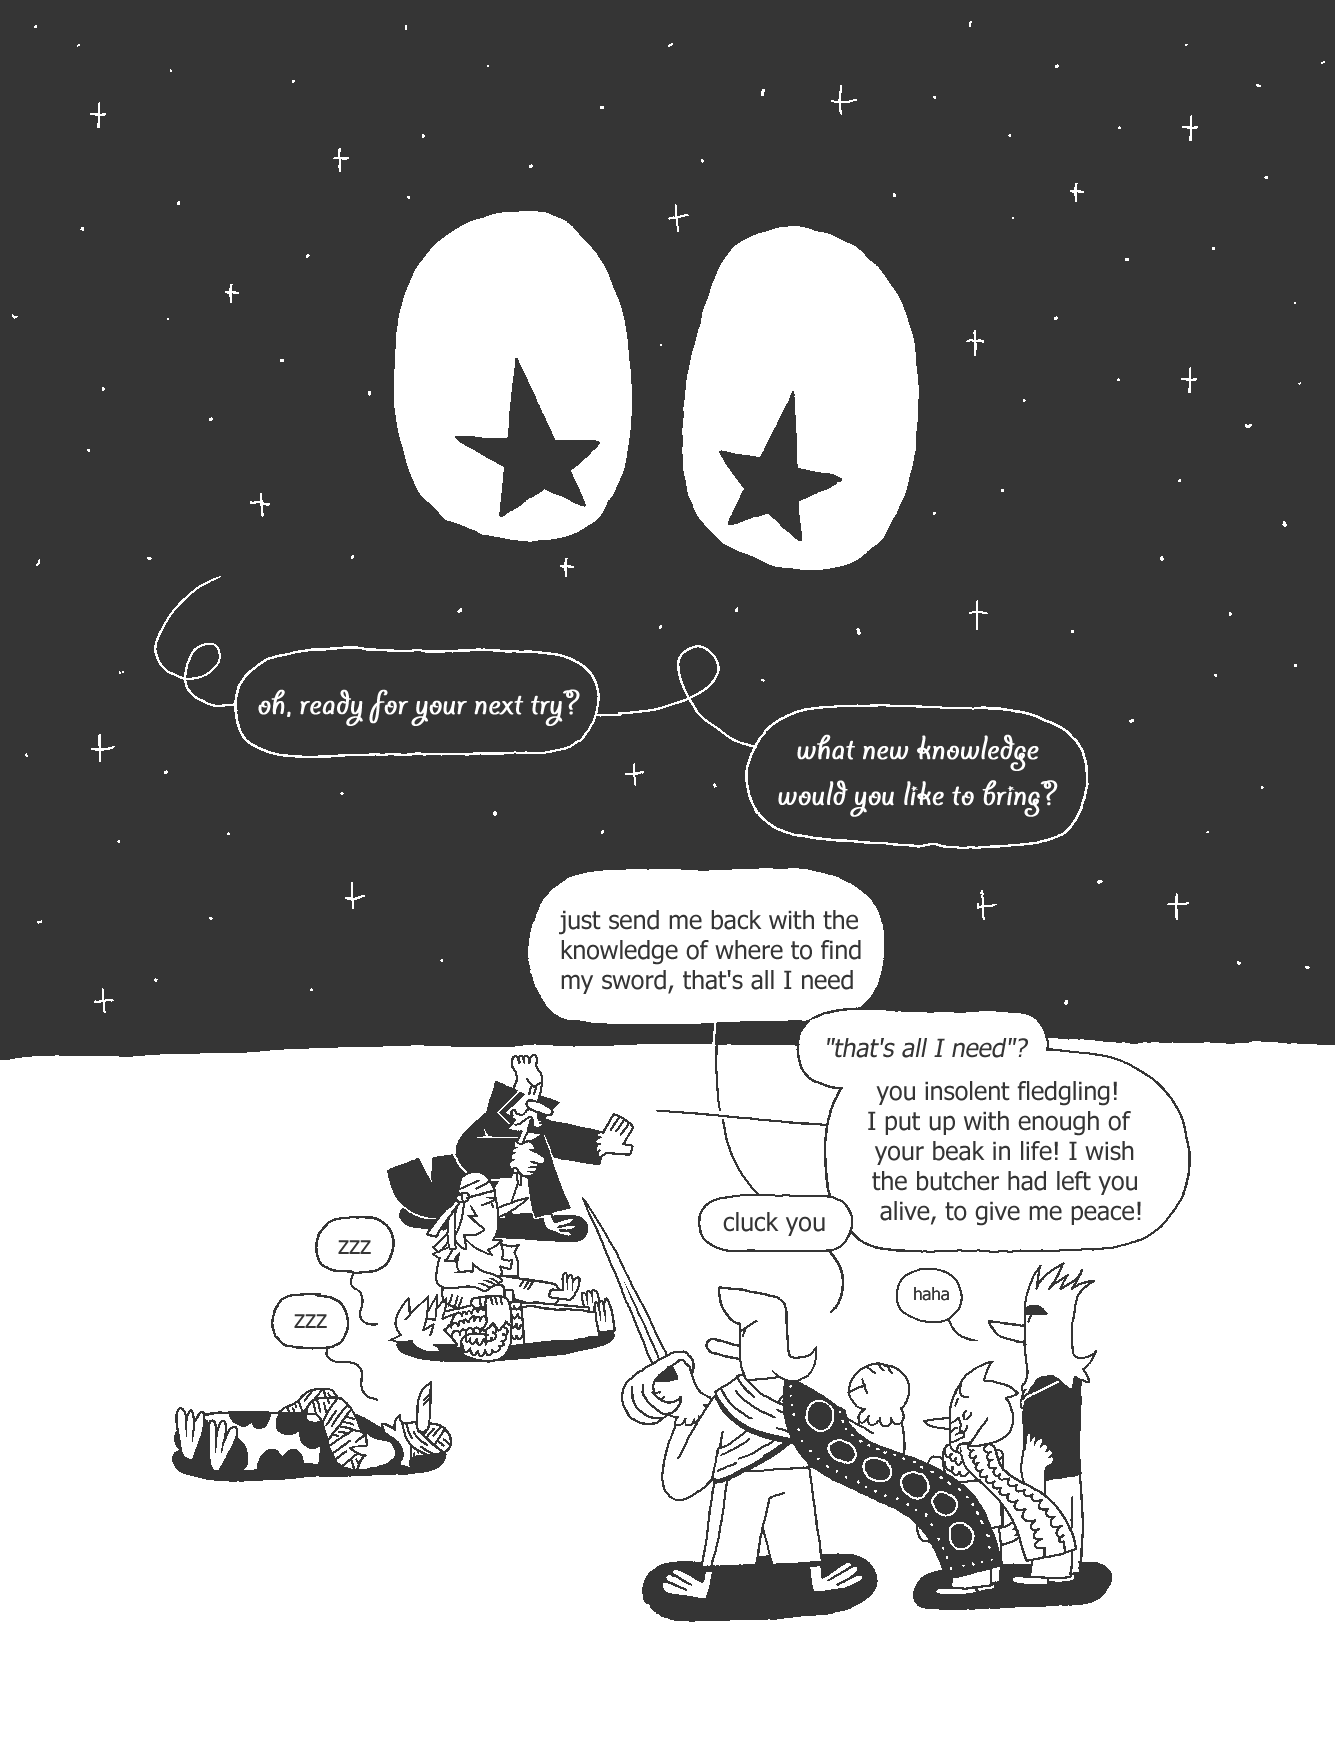 oh, ready for your next try?
what new knowledge
would you like to bring?
just send me back with the
knowledge of where to find
my sword, that's all I need
"that's all I need"?
you insolent fledgling!
I put up with enough of
your beak in life! I wish
the butcher had left you
alive, to give me peace!
cluck you
zzz
haha
zzz